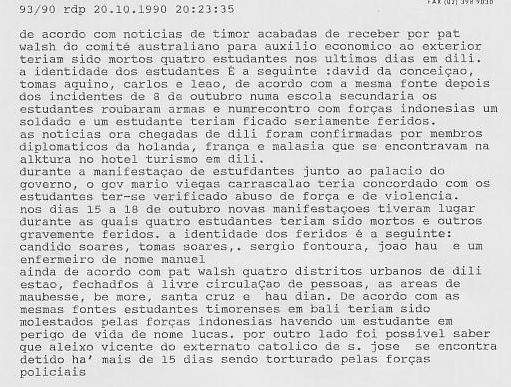 FAX (02) 398 9030
93/90 rdp 20.10.1990 20:23:35
de acordo com noticias de timor acabadas de receber por pat
walsh do comité australiano para auxilio economico ao exterior
teriam sido mortos quatro estudantes nos ultimos dias em dili.
a identidade dos estudantes É a seguinte :david da conceiçao,
tomas aquino, carlos e leao, de acordo com a mesma fonte depois
dos incidentes de 8 de outubro numa escola secundaria os
estudantes roubaram armas e numrecontro com forças indonesias um
soldado e um estudante teriam ficado seriamente feridos.
as noticias ora chegadas de dili foram confirmadas por membros
diplomaticos da holanda, frança e malasia que se encontravam na
alktura no hotel turismo em dili.
durante a manifestaçao de estufdantes junto ao palacio do
governo, o gov mario viegas carrascalao teria concordado com os
estudantes ter-se verificado abuso de força e de violencia.
nos dias 15 a 18 de outubro novas manifestaçoes tiveram lugar
durante as quais quatro estudantes teriam sido mortos e outros
gravemente feridos. a identidade dos feridos é a seguinte:
candido soares, tomas soares,. sergio fontoura, joao hau e um
enfermeiro de nome manuel
ainda de acordo com pat walsh quatro distritos urbanos de dili
estao, fechadfos à livre circulaçao de pessoas, as areas de
maubesse, be more, santa cruz e hau dian. De acordo com as
mesmas fontes estudantes timorenses em bali teriam sido
molestados pelas forças indonesias havendo um estudante em
perigo de vida de nome lucas. por outro lado foi possivel saber
que aleixo vicente do externato catolico de s. jose se encontra
detido ha' mais de 15 dias sendo torturado pelas forças
policiais